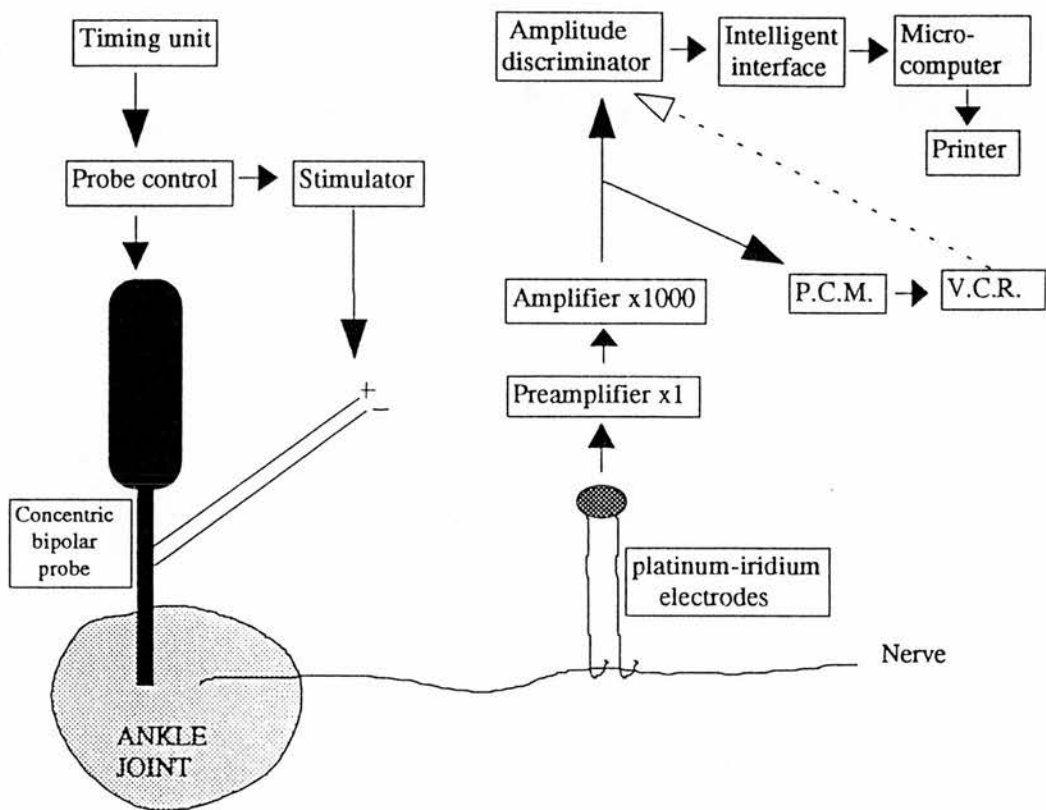 Timing unit
Probe control
Stimulator
+
−
Concentric
bipolar
probe
ANKLE
JOINT
Amplitude
discriminator
Intelligent
interface
Micro-
computer
Printer
P.C.M.
V.C.R.
Amplifier x1000
Preamplifier x1
platinum-iridium
electrodes
Nerve